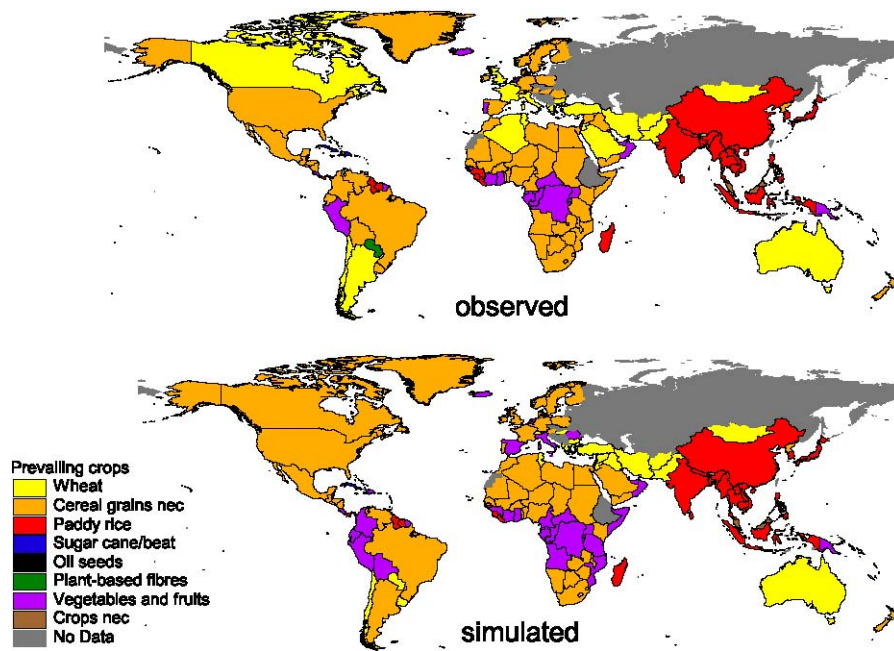 observed
Prevailing crops
Wheat
Cereal grains nec
Paddy rice
Sugar cane/beat
Oil seeds
Plant-based fibres
Vegetables and fruits
Crops nec
No Data
simulated